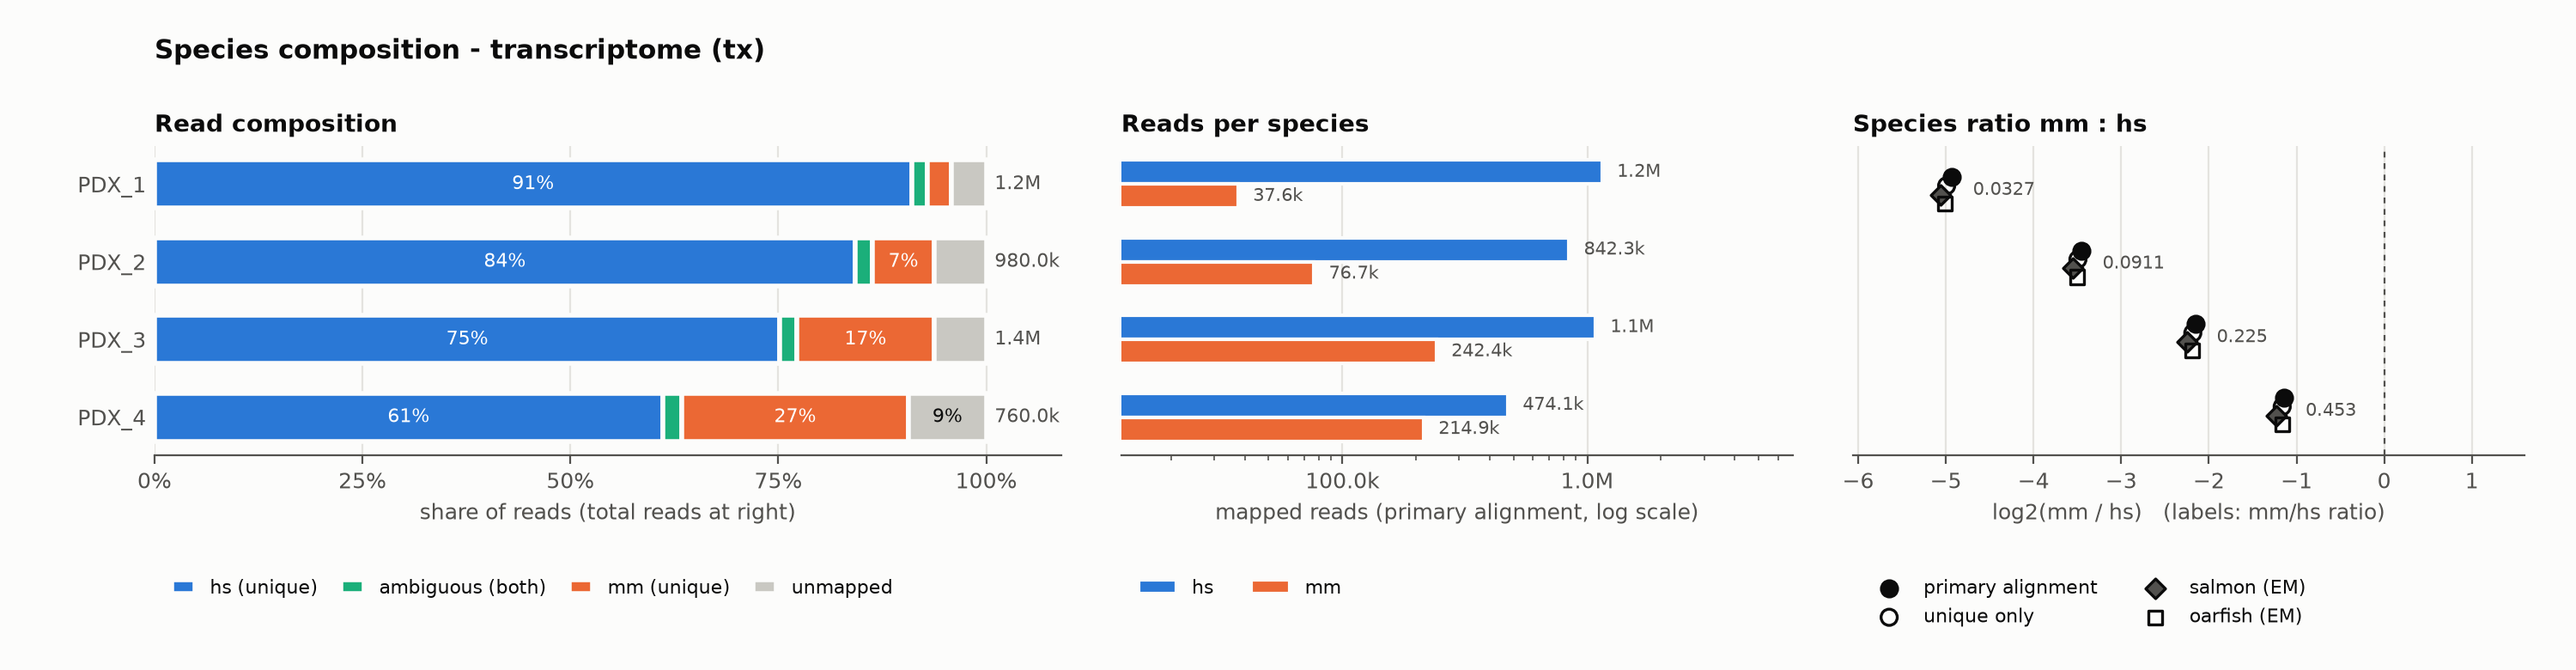 Species composition - transcriptome (tx)
Read composition
PDX_1
91%
1.2M
PDX_2
84%
7%
980.0k
PDX_3
75%
17%
1.4M
PDX_4
61%
27%
9%
760.0k
0%
25%
50%
75%
100%
share of reads (total reads at right)
hs (unique)
ambiguous (both)
mm (unique)
unmapped
Reads per species
1.2M
37.6k
842.3k
76.7k
1.1M
242.4k
474.1k
214.9k
100.0k
1.0M
mapped reads (primary alignment, log scale)
hs
mm
Species ratio mm : hs
0.0327
0.0911
0.225
0.453
−6
−5
−4
−3
−2
−1
0
1
log2(mm / hs) (labels: mm/hs ratio)
primary alignment
unique only
salmon (EM)
oarfish (EM)